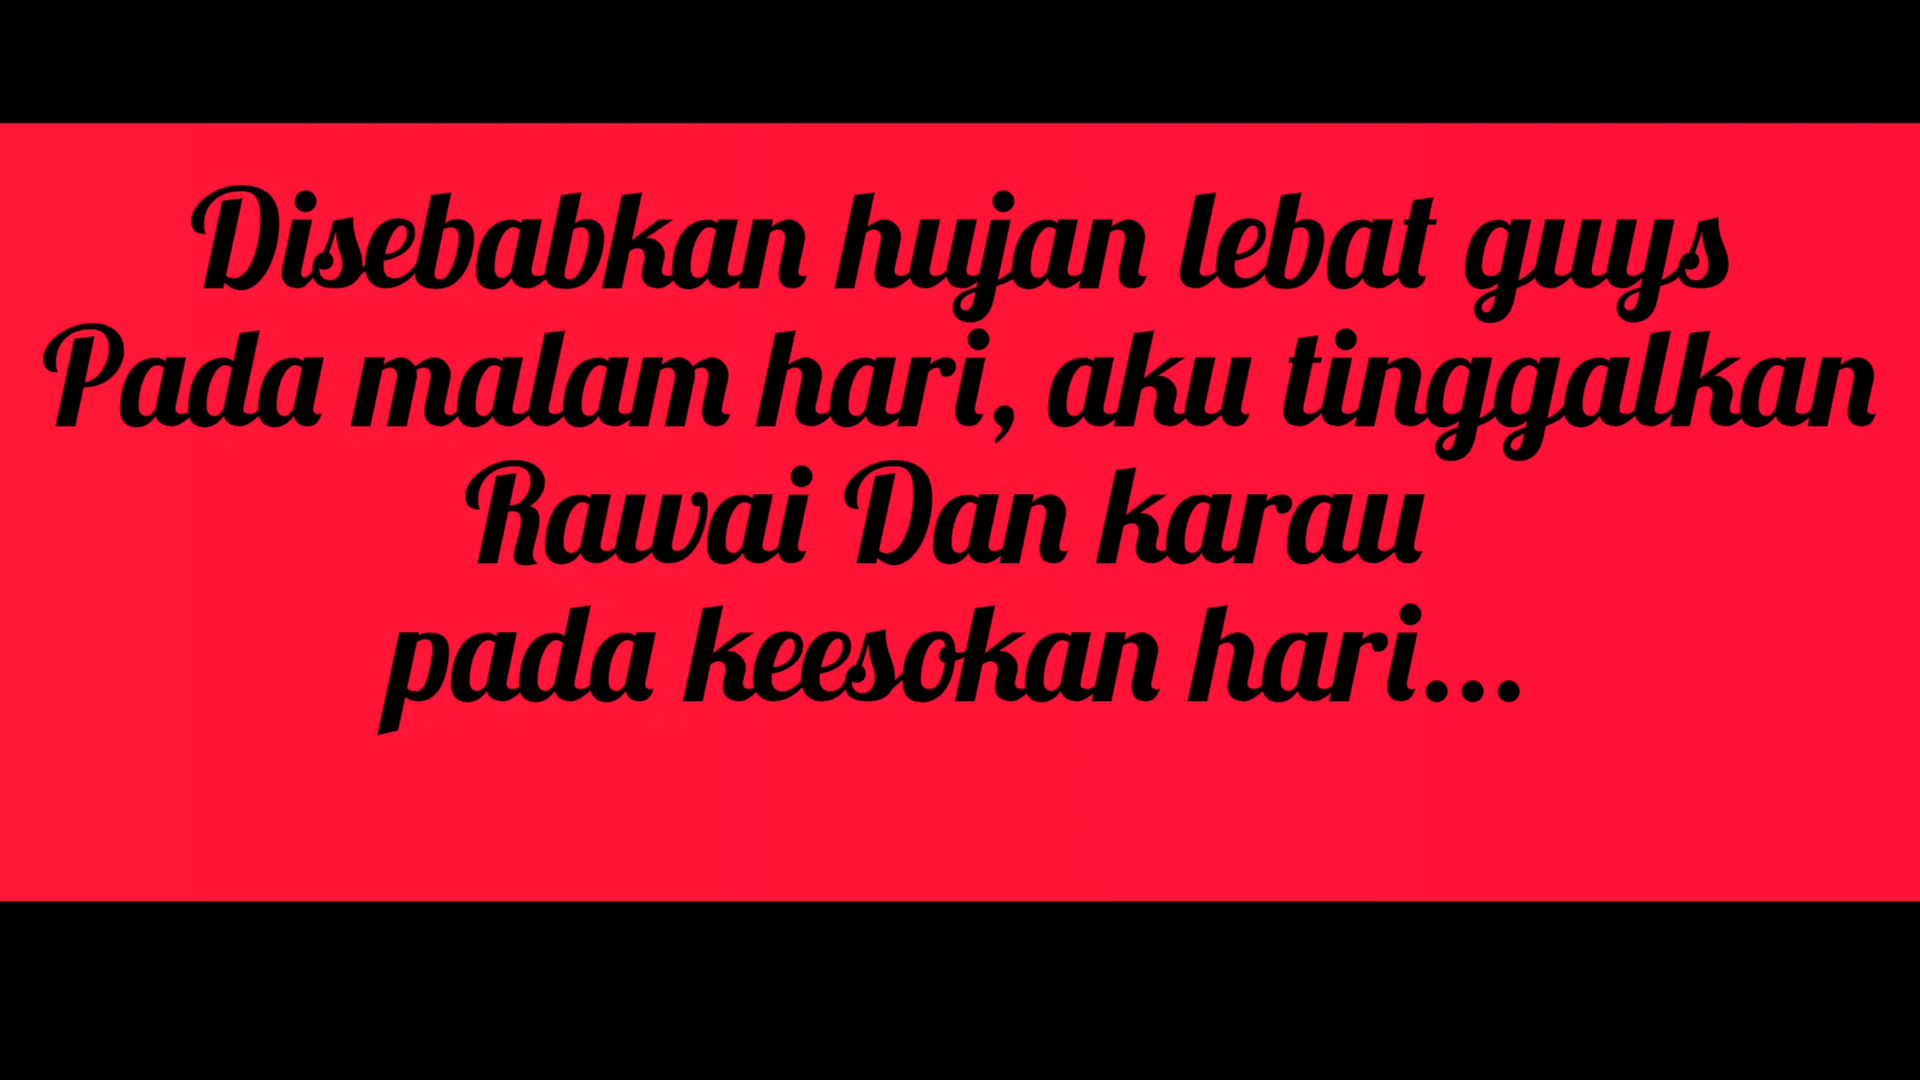 Disebabkan hujan lebat guys
Pada malam hari, aku tinggalkan
Rawai Dan karau
pada keesokan hari...